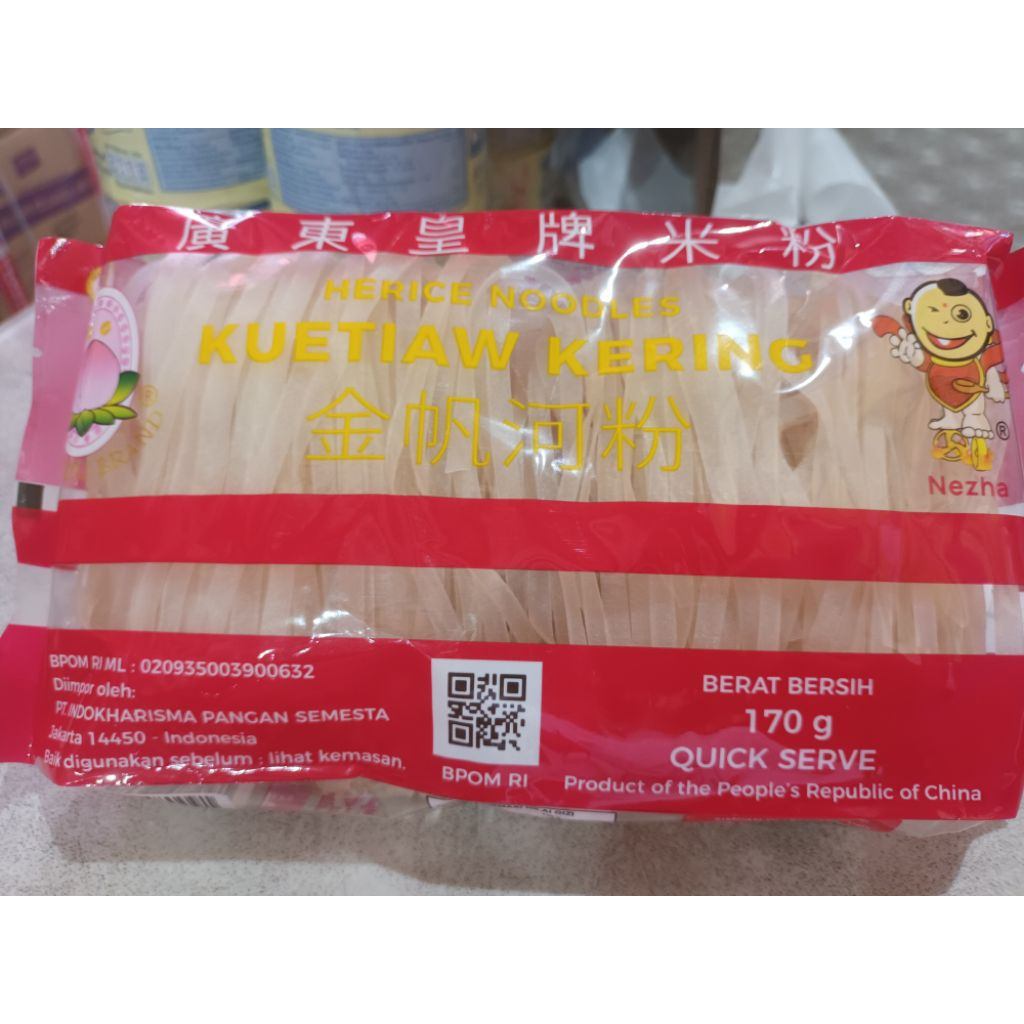 廣東皇牌米粉
HERICE NOODLES
KUETIAW KERING
金帆河粉
BRAND®
®
Nezha
BPOM RI ML : 020935003900632
Diimpor oleh:
PT. INDOKHARISMA PANGAN SEMESTA
Jakarta 14450 - Indonesia
Baik digunakan sebelum : lihat kemasan.
BPOM RI
BERAT BERSIH
170 g
QUICK SERVE
Product of the People's Republic of China